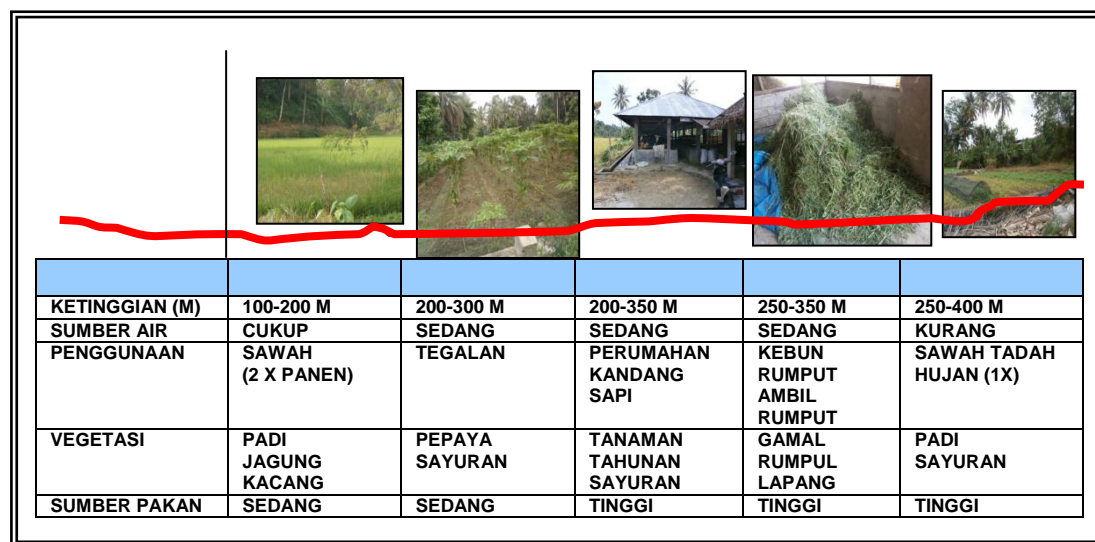 KETINGGIAN (M) 100-200 M 200-300 M 200-350 M 250-350 M 250-400 M
SUMBER AIR CUKUP SEDANG SEDANG SEDANG KURANG
PENGGUNAAN SAWAH TEGALAN PERUMAHAN KEBUN SAWAH TADAH
(2 X PANEN) KANDANG RUMPUT HUJAN (1X)
SAPI AMBIL
RUMPUT
VEGETASI PADI PEPAYA TANAMAN GAMAL PADI
JAGUNG SAYURAN TAHUNAN RUMPUL SAYURAN
KACANG SAYURAN LAPANG
SUMBER PAKAN SEDANG SEDANG TINGGI TINGGI TINGGI